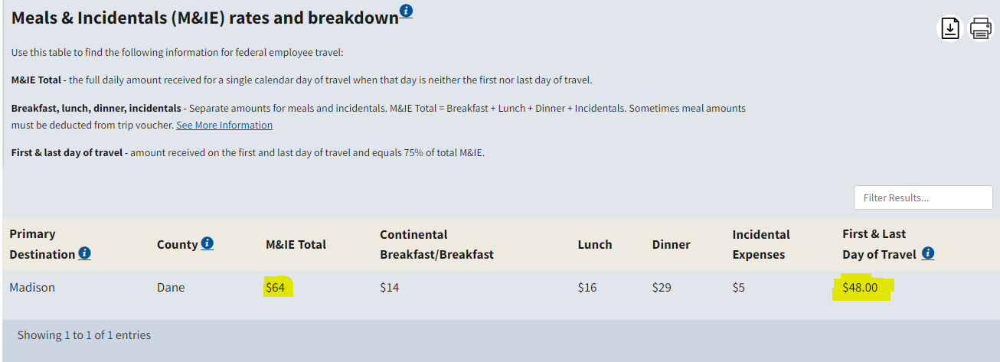 Meals & Incidentals (M&IE) rates and breakdown
Use this table to find the following information for federal employee travel:
M&IE Total - the full daily amount received for a single calendar day of travel when that day is neither the first nor last day of travel.
Breakfast, lunch, dinner, incidentals - Separate amounts for meals and incidentals. M&IE Total = Breakfast + Lunch + Dinner + Incidentals. Sometimes meal amounts
must be deducted from trip voucher. See More Information
First & last day of travel - amount received on the first and last day of travel and equals 75% of total M&IE.
Filter Results...
Primary
Destination
County
M&IE Total
Continental
Breakfast/Breakfast
Lunch
Dinner
Incidental
Expenses
First & Last
Day of Travel
Madison Dane $64 $14 $16 $29 $5 $48.00
Showing 1 to 1 of 1 entries